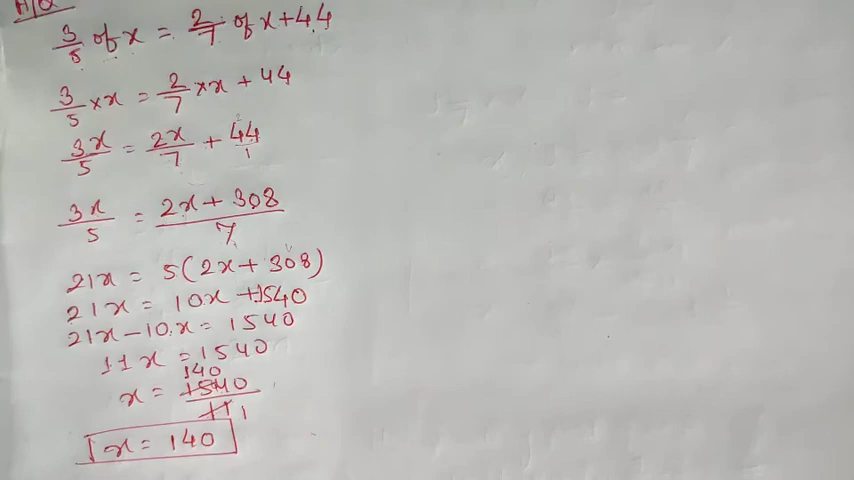 A/Q
3/5 of x = 2/7 of x + 44
3/5 × x = 2/7 × x + 44
3x/5 = 2x/7 + 44/1
3x/5 = (2x + 308)/7
21x = 5(2x + 308)
21x = 10x + 1540
21x - 10x = 1540
11x = 1540
140
x = 1540/11 1
x = 140